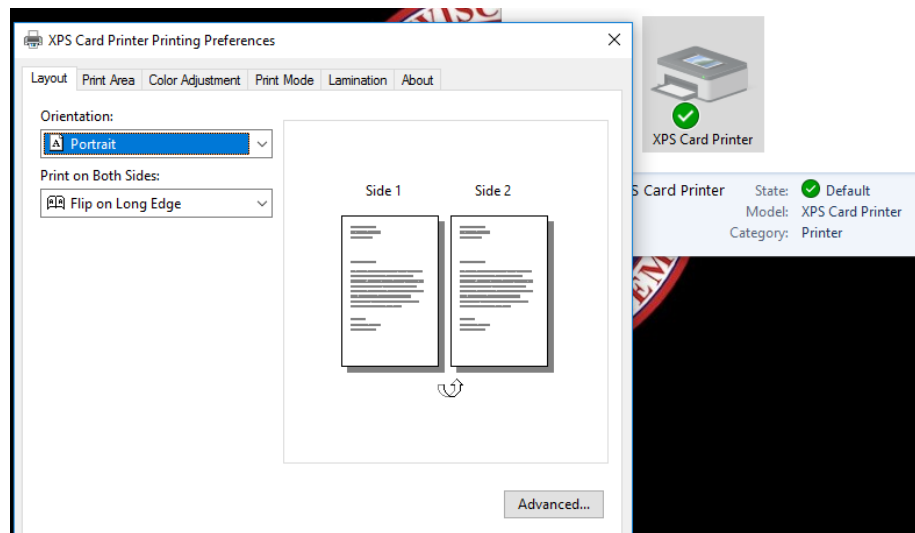 XPS Card Printer Printing Preferences
Layout Print Area Color Adjustment Print Mode Lamination About
Orientation:
A Portrait
Print on Both Sides:
Flip on Long Edge
Side 1 Side 2
Advanced...
XPS Card Printer
S Card Printer State: Default
Model: XPS Card Printer
Category: Printer